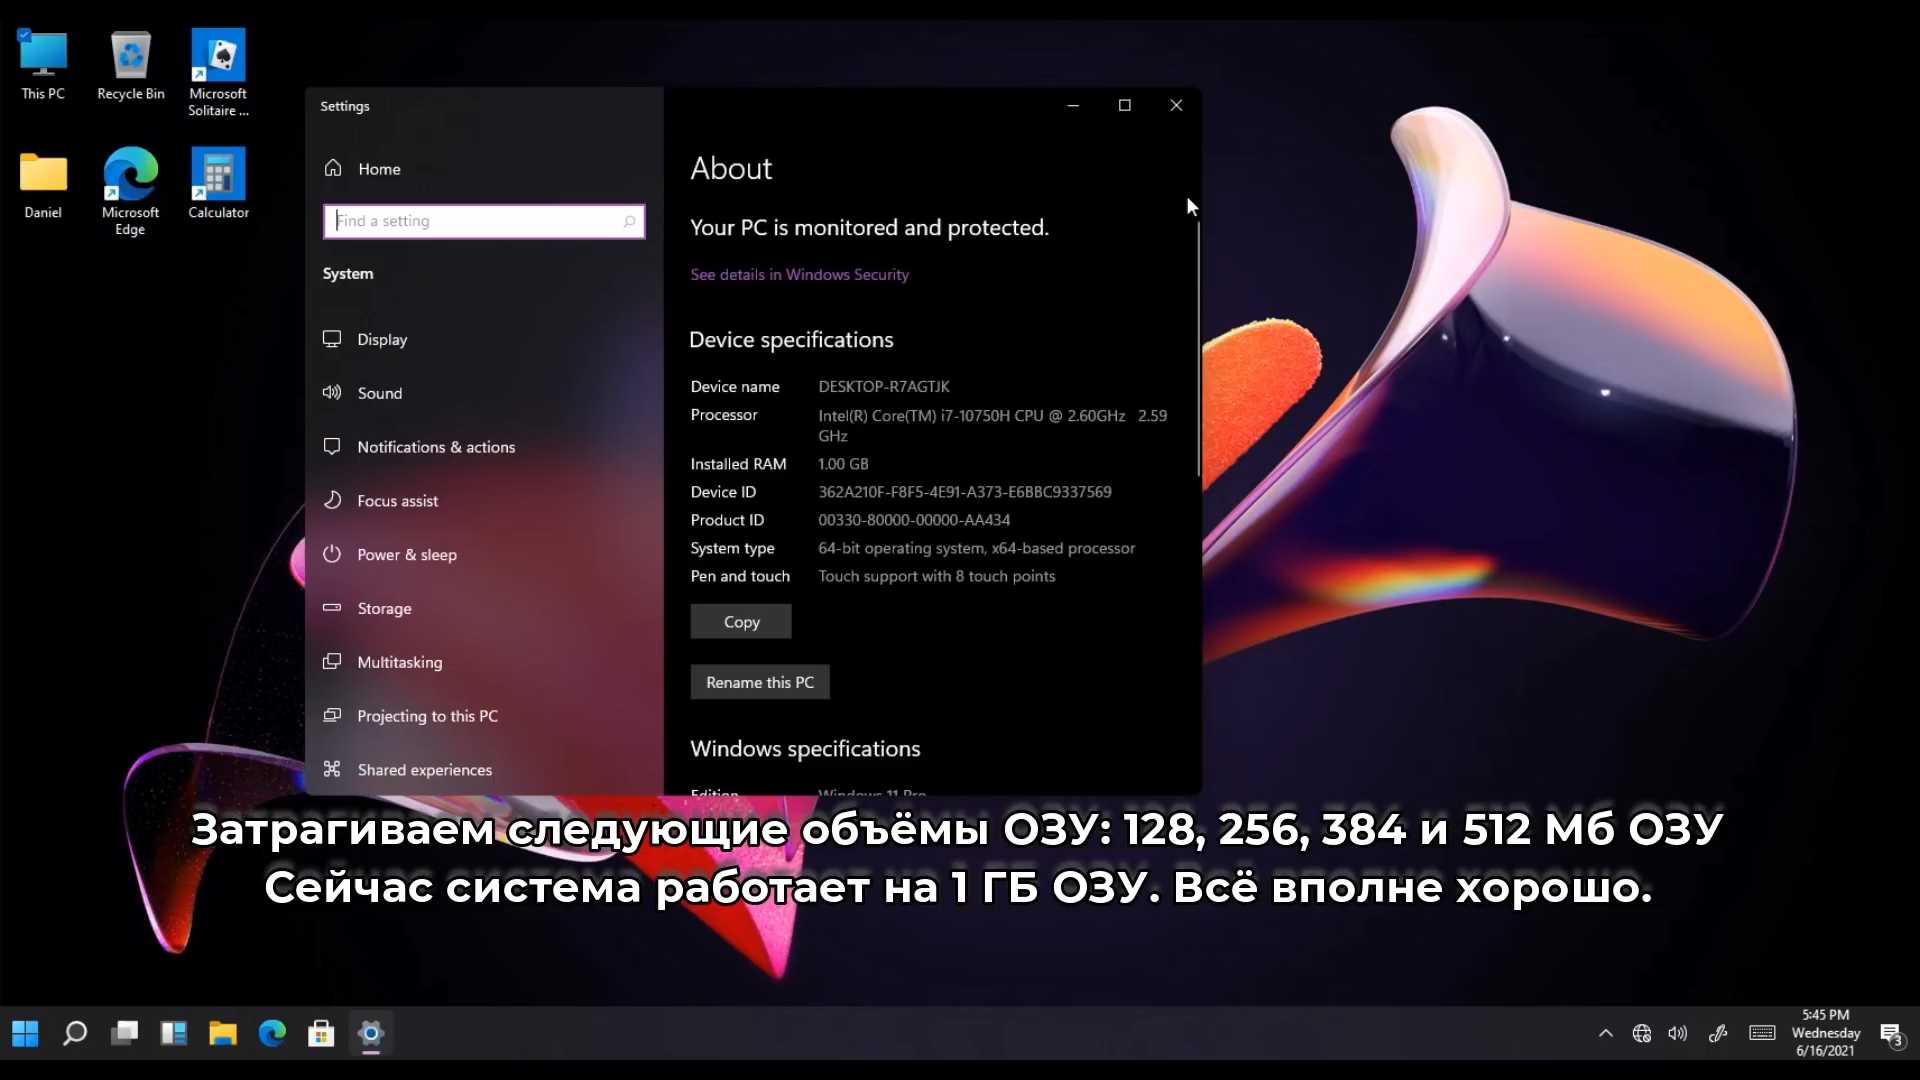 This PC
Recycle Bin
Microsoft
Solitaire ...
Daniel
Microsoft
Edge
Calculator
Settings
Home
Find a setting
System
Display
Sound
Notifications & actions
Focus assist
Power & sleep
Storage
Multitasking
Projecting to this PC
Shared experiences
About
Your PC is monitored and protected.
See details in Windows Security
Device specifications
Device name DESKTOP-R7AGTJK
Processor Intel(R) Core(TM) i7-10750H CPU @ 2.60GHz 2.59
GHz
Installed RAM 1.00 GB
Device ID 362A210F-F8F5-4E91-A373-E6BBC9337569
Product ID 00330-80000-00000-AA434
System type 64-bit operating system, x64-based processor
Pen and touch Touch support with 8 touch points
Copy
Rename this PC
Windows specifications
Edition Windows 11 Pro
Затрагиваем следующие объёмы ОЗУ: 128, 256, 384 и 512 Мб ОЗУ
Сейчас система работает на 1 ГБ ОЗУ. Всё вполне хорошо.
5:45 PM
Wednesday
6/16/2021
3